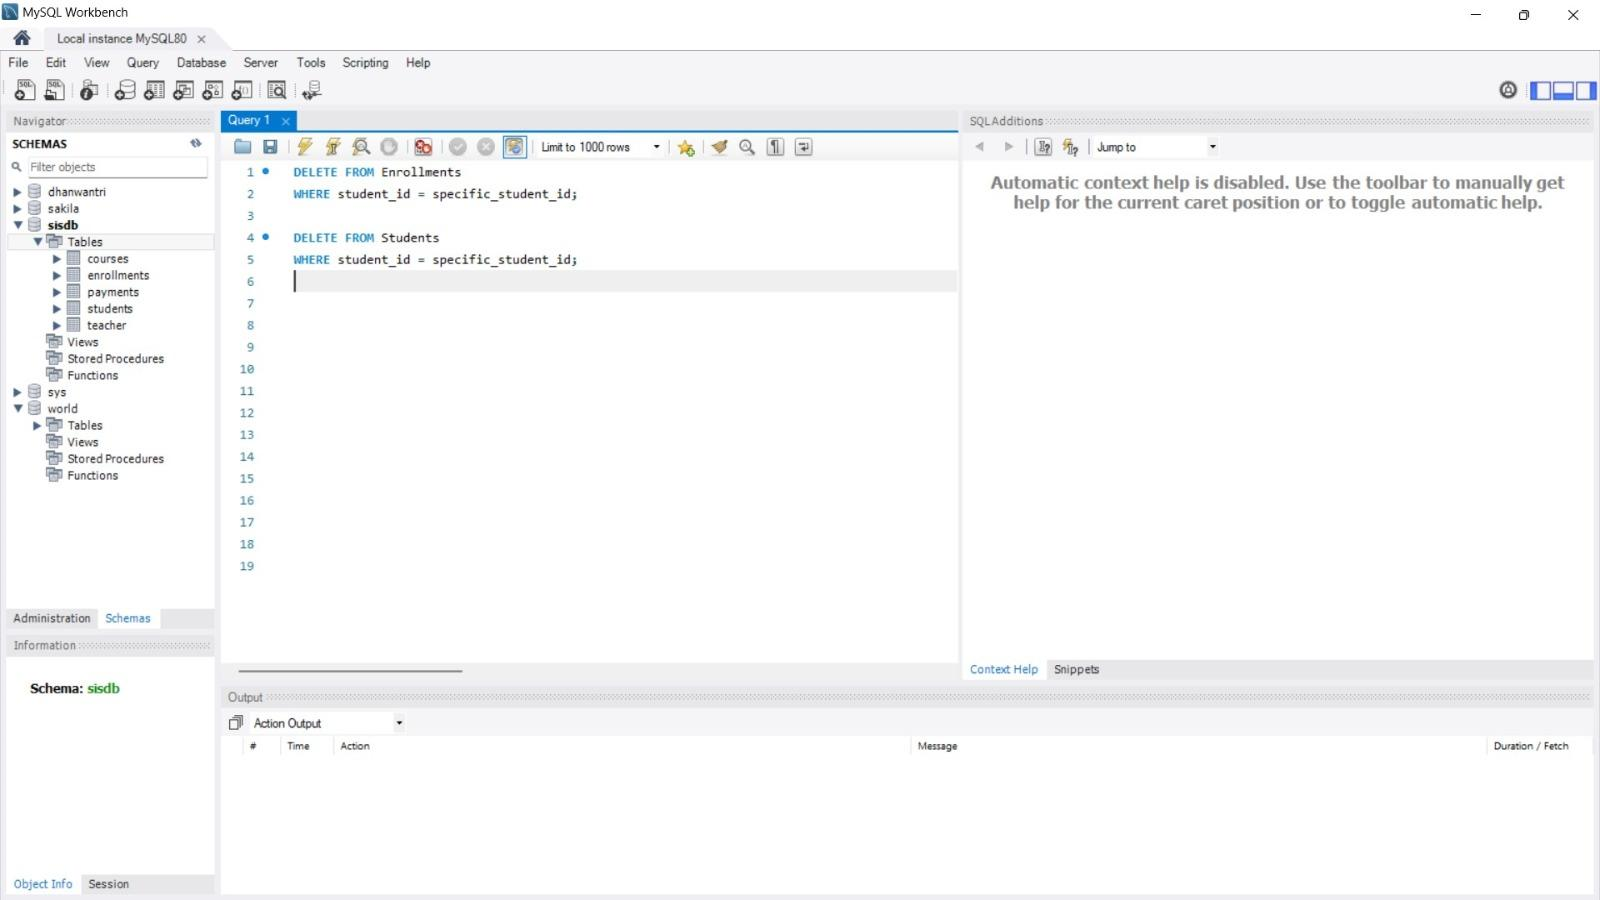 MySQL Workbench
Local instance MySQL80
File Edit View Query Database Server Tools Scripting Help
Navigator
SCHEMAS
Filter objects
dhanwantri
sakila
sisdb
Tables
courses
enrollments
payments
students
teacher
Views
Stored Procedures
Functions
sys
world
Tables
Views
Stored Procedures
Functions
Administration Schemas
Information
Schema: sisdb
Object Info Session
Query 1
Limit to 1000 rows
1 DELETE FROM Enrollments
2 WHERE student_id = specific_student_id;
3
4 DELETE FROM Students
5 WHERE student_id = specific_student_id;
6
7
8
9
10
11
12
13
14
15
16
17
18
19
SQLAdditions
Jump to
Automatic context help is disabled. Use the toolbar to manually get
help for the current caret position or to toggle automatic help.
Context Help Snippets
Output
Action Output
# Time Action Message Duration / Fetch